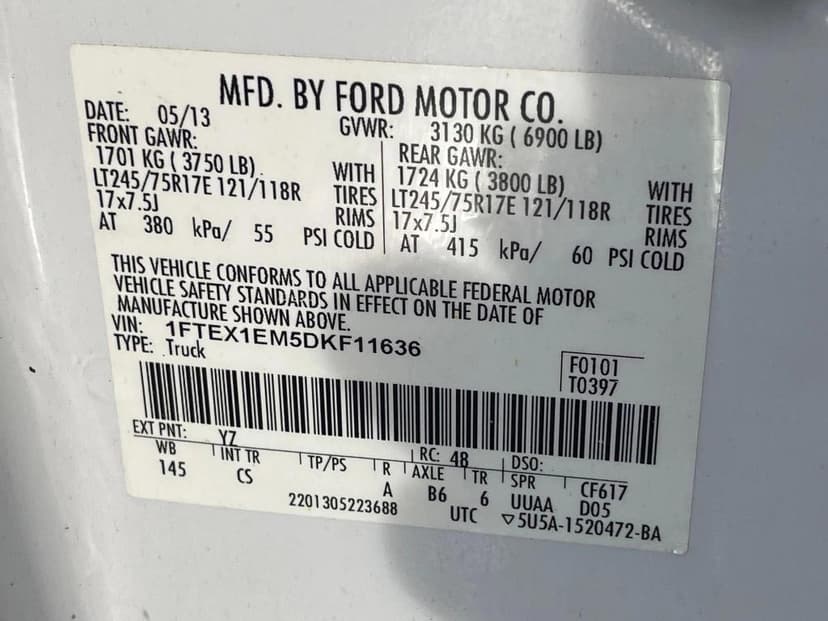 MFD. BY FORD MOTOR CO.
DATE: 05/13 GVWR: 3130 KG ( 6900 LB)
FRONT GAWR: REAR GAWR:
1701 KG ( 3750 LB) WITH 1724 KG ( 3800 LB) WITH
LT245/75R17E 121/118R TIRES LT245/75R17E 121/118R TIRES
17x7.5J RIMS 17x7.5J RIMS
AT 380 kPa/ 55 PSI COLD AT 415 kPa/ 60 PSI COLD
THIS VEHICLE CONFORMS TO ALL APPLICABLE FEDERAL MOTOR
VEHICLE SAFETY STANDARDS IN EFFECT ON THE DATE OF
MANUFACTURE SHOWN ABOVE.
VIN: 1FTEX1EM5DKF11636
TYPE: Truck
F0101
T0397
EXT PNT: YZ RC: 48 DSO:
WB INT TR TP/PS R AXLE TR SPR CF617
145 CS A B6 6 UUAA D05
2201305223688 UTC ▽5U5A-1520472-BA